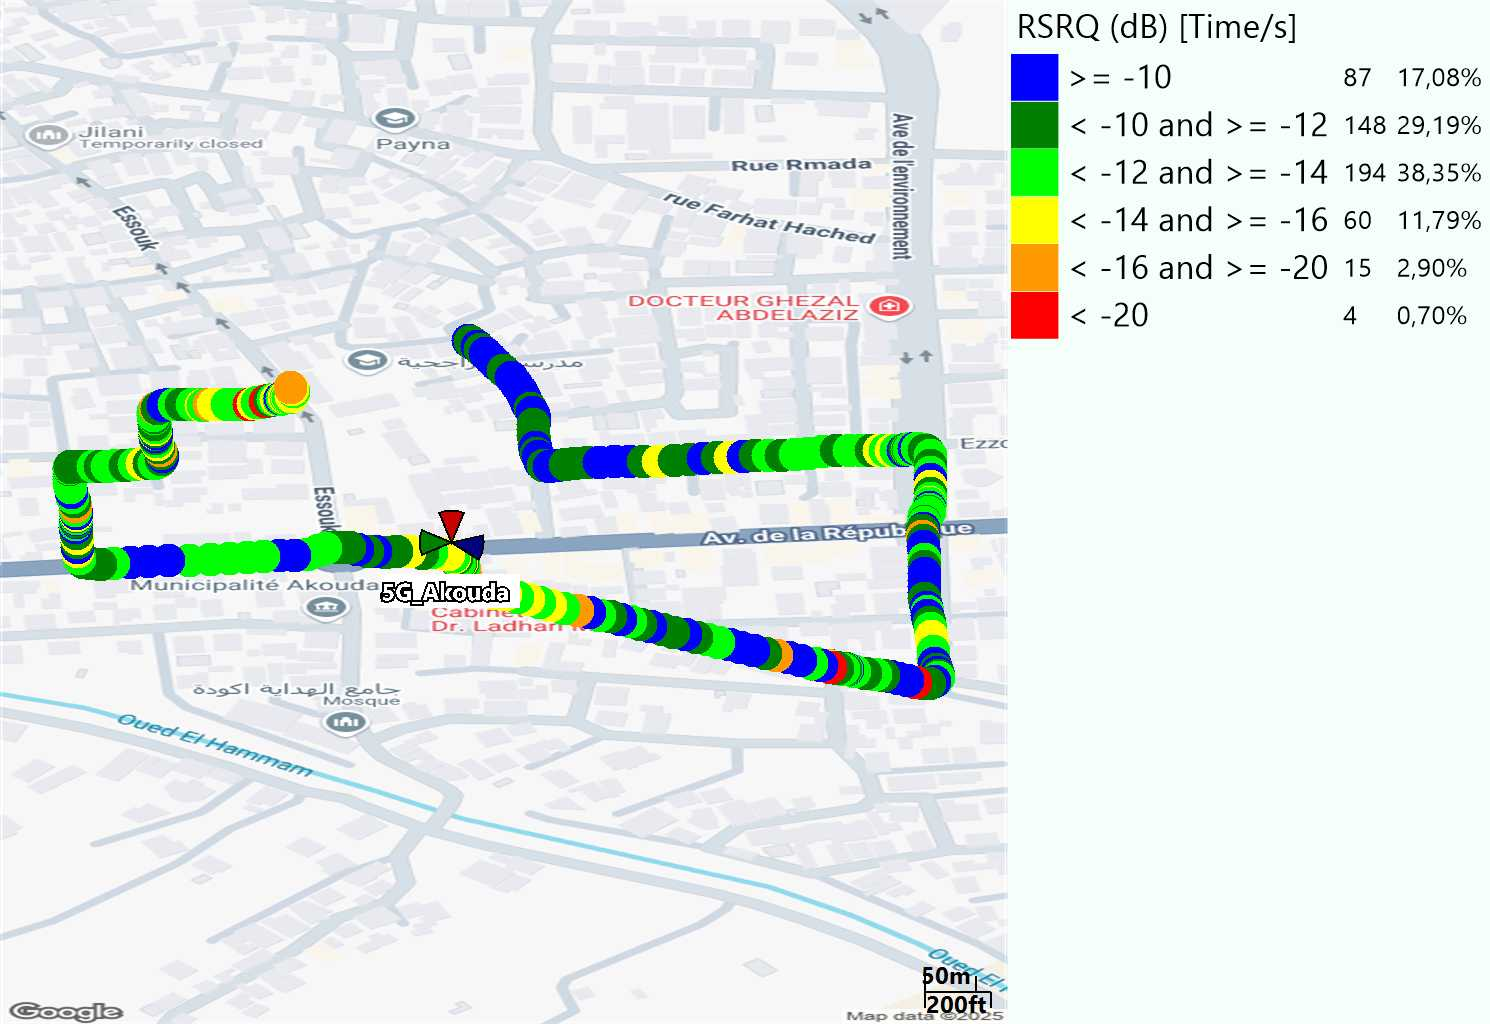 RSRQ (dB) [Time/s]
>= -10 87 17,08%
< -10 and >= -12 148 29,19%
< -12 and >= -14 194 38,35%
< -14 and >= -16 60 11,79%
< -16 and >= -20 15 2,90%
< -20 4 0,70%
Jilani
Temporarily closed
Payna
Rue Rmada
Ave de l'environnement
rue Farhat Hached
Essouk
DOCTEUR GHEZAL
ABDELAZIZ
Essouk
Av. de la République
Municipalité Akouda
5G_Akouda
Dr. Ladhari
جامع الهداية اكودة
Mosque
Oued El Hammam
Oued El
50m
200ft
Google
Map data ©2025